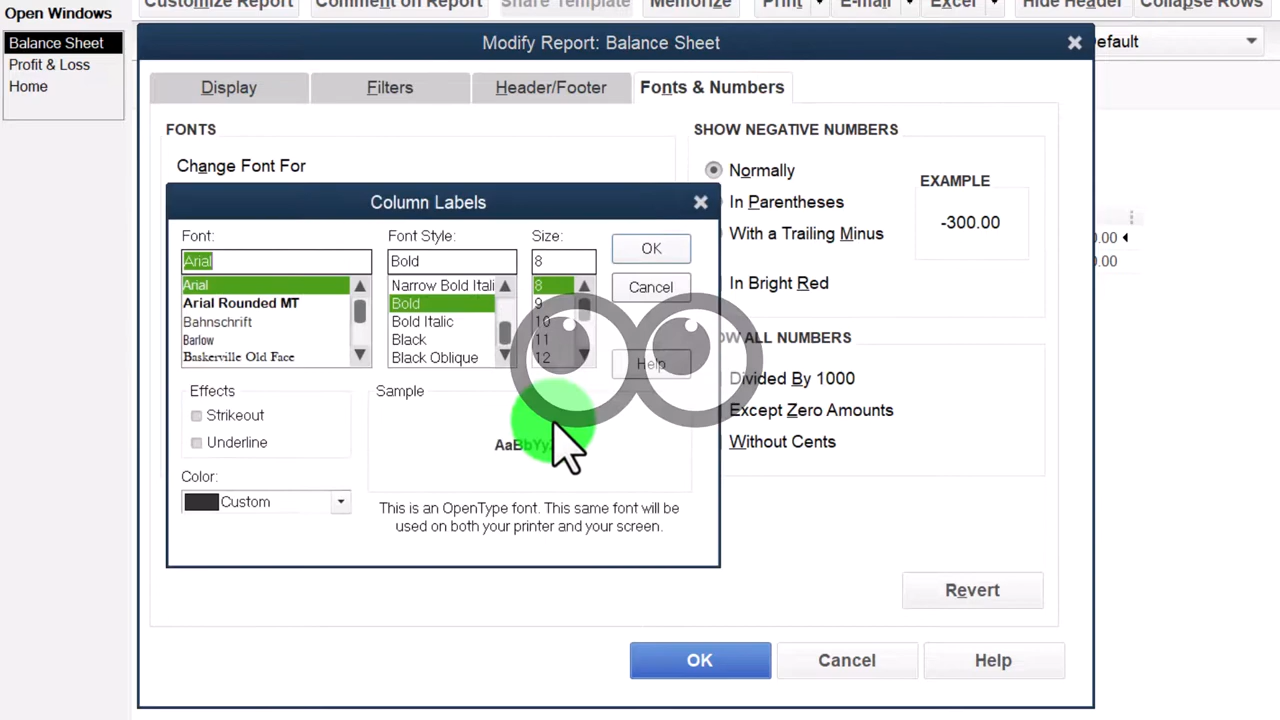 Open Windows
Customize Report
Comment on Report
Share Template
Memorize
Print
E-mail
Excel
Hide Header
Collapse Rows
Balance Sheet
Profit & Loss
Home
Modify Report: Balance Sheet
Display
Filters
Header/Footer
Fonts & Numbers
FONTS
Change Font For
Column Labels
Font:
Arial
Arial
Arial Rounded MT
Bahnschrift
Barlow
Baskerville Old Face
Font Style:
Bold
Narrow Bold Itali
Bold
Bold Italic
Black
Black Oblique
Size:
8
8
9
10
11
12
OK
Cancel
Help
Effects
Strikeout
Underline
Color:
Custom
Sample
AaBbYy
This is an OpenType font. This same font will
be used on both your printer and your screen.
SHOW NEGATIVE NUMBERS
Normally
In Parentheses
With a Trailing Minus
In Bright Red
EXAMPLE
-300.00
ALL NUMBERS
Divided By 1000
Except Zero Amounts
Without Cents
Revert
OK
Cancel
Help
efault
.00
.00